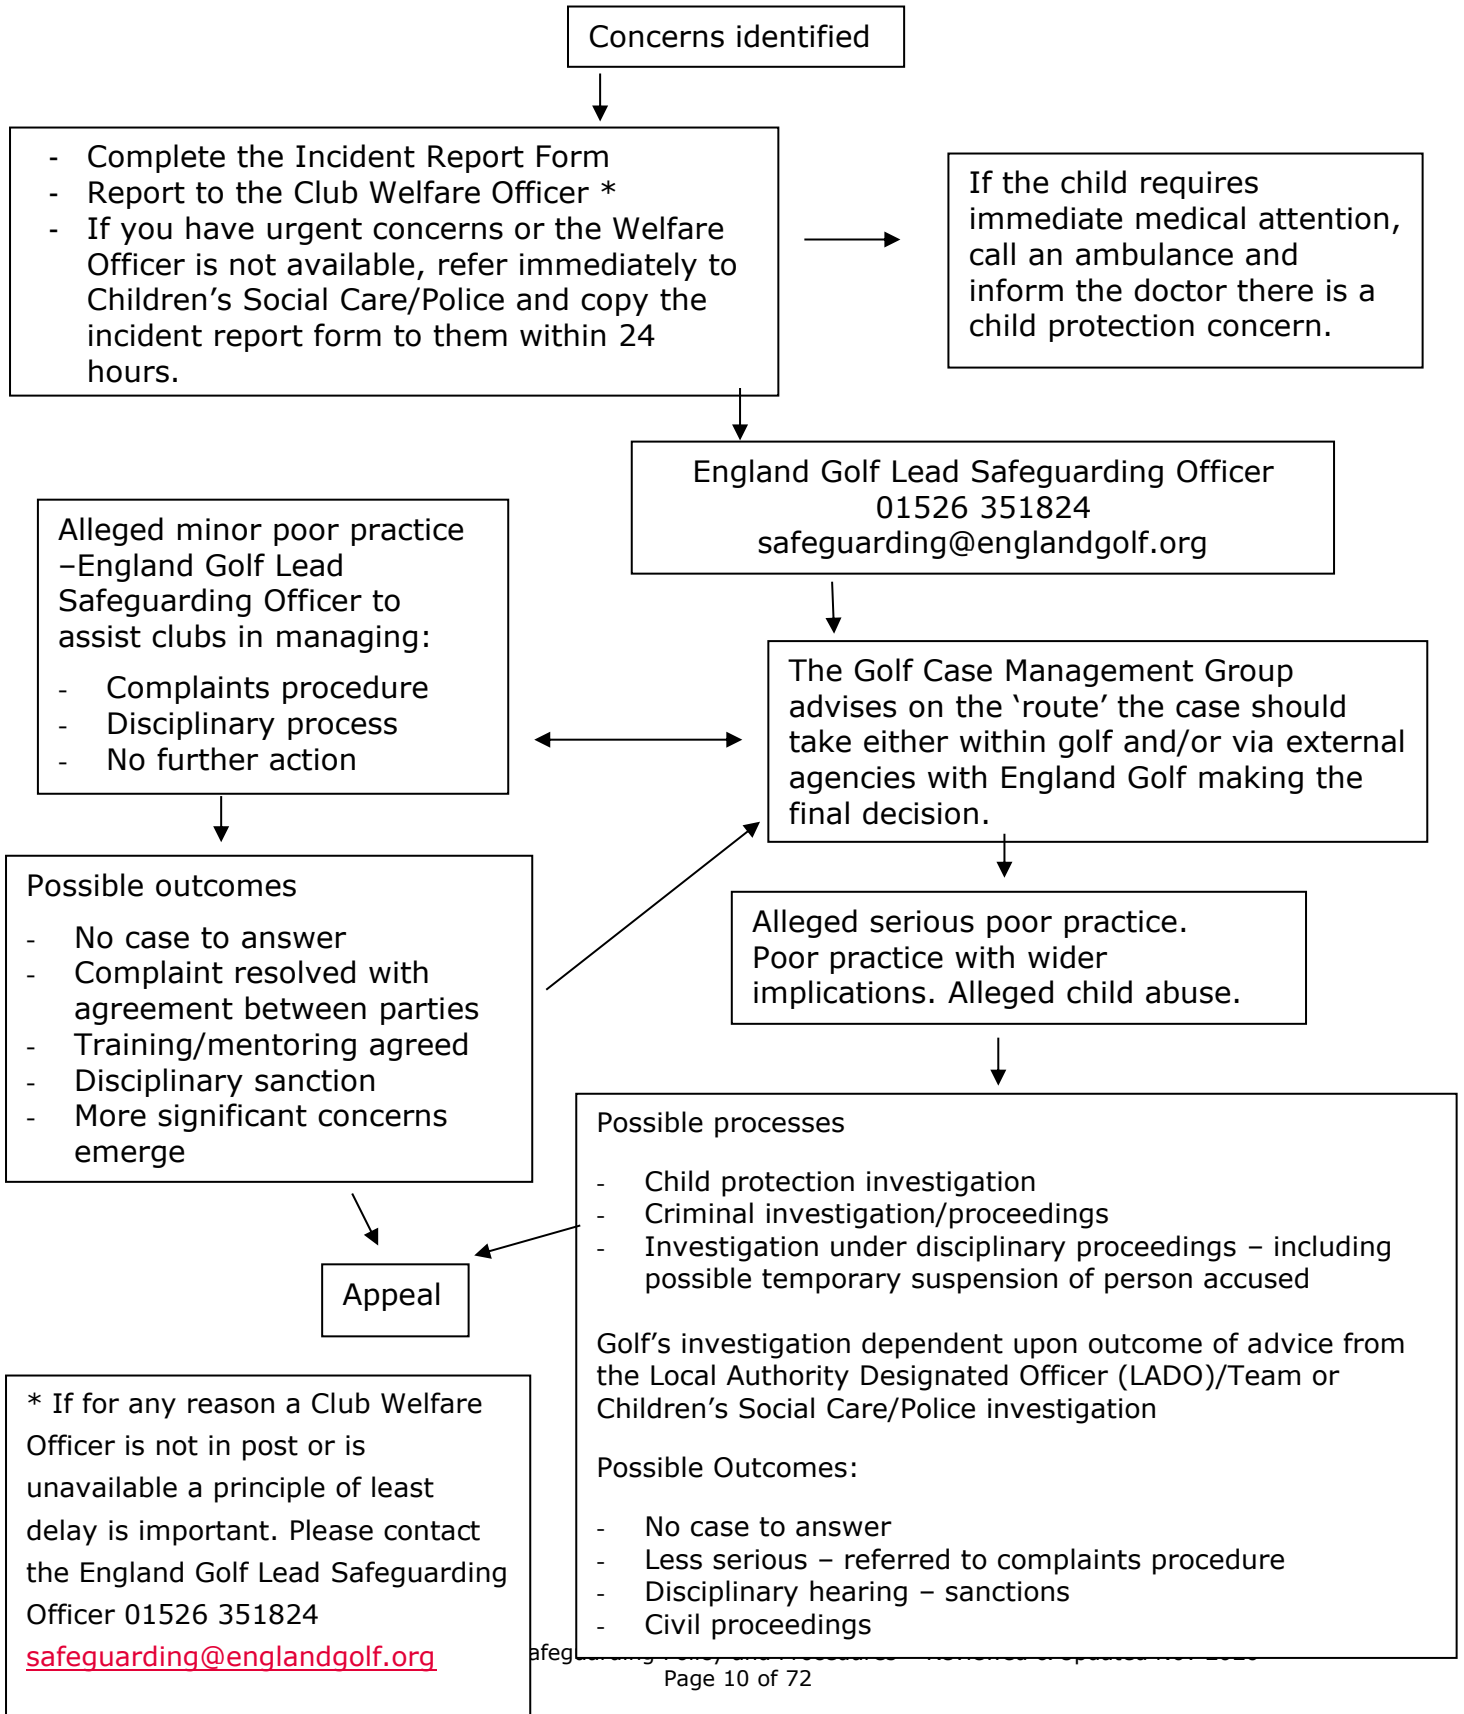 Concerns identified
- Complete the Incident Report Form
- Report to the Club Welfare Officer *
- If you have urgent concerns or the Welfare
Officer is not available, refer immediately to
Children’s Social Care/Police and copy the
incident report form to them within 24
hours.
If the child requires
immediate medical attention,
call an ambulance and
inform the doctor there is a
child protection concern.
England Golf Lead Safeguarding Officer
01526 351824
safeguarding@englandgolf.org
Alleged minor poor practice
–England Golf Lead
Safeguarding Officer to
assist clubs in managing:
- Complaints procedure
- Disciplinary process
- No further action
The Golf Case Management Group
advises on the ‘route’ the case should
take either within golf and/or via external
agencies with England Golf making the
final decision.
Possible outcomes
- No case to answer
- Complaint resolved with
agreement between parties
- Training/mentoring agreed
- Disciplinary sanction
- More significant concerns
emerge
Alleged serious poor practice.
Poor practice with wider
implications. Alleged child abuse.
Possible processes
- Child protection investigation
- Criminal investigation/proceedings
- Investigation under disciplinary proceedings – including
possible temporary suspension of person accused
Golf’s investigation dependent upon outcome of advice from
the Local Authority Designated Officer (LADO)/Team or
Children’s Social Care/Police investigation
Possible Outcomes:
- No case to answer
- Less serious – referred to complaints procedure
- Disciplinary hearing – sanctions
- Civil proceedings
Appeal
* If for any reason a Club Welfare
Officer is not in post or is
unavailable a principle of least
delay is important. Please contact
the England Golf Lead Safeguarding
Officer 01526 351824
safeguarding@englandgolf.org
Policy and Procedures
Page 10 of 72